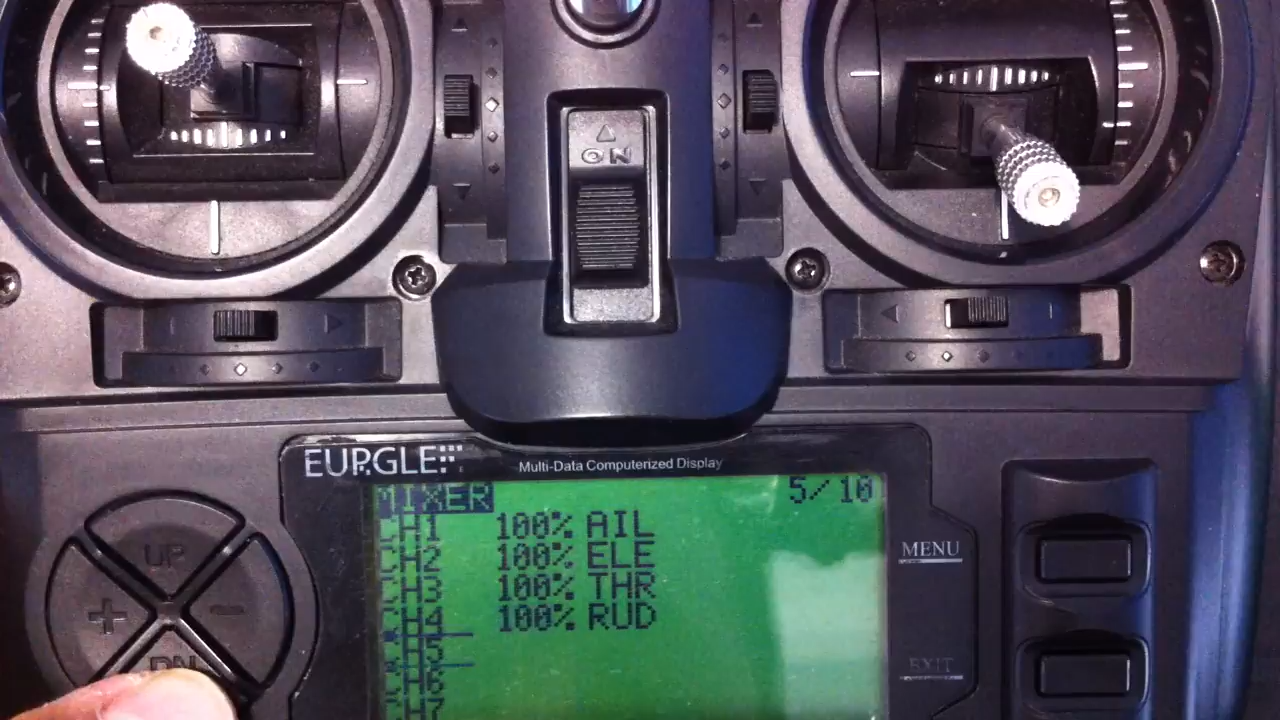 ON
EURGLE
Multi-Data Computerized Display
MIXER 5/10
CH1 100% AIL
CH2 100% ELE
CH3 100% THR
CH4 100% RUD
CH5
CH6
CH7
UP
+ -
DN
MENU
EXIT